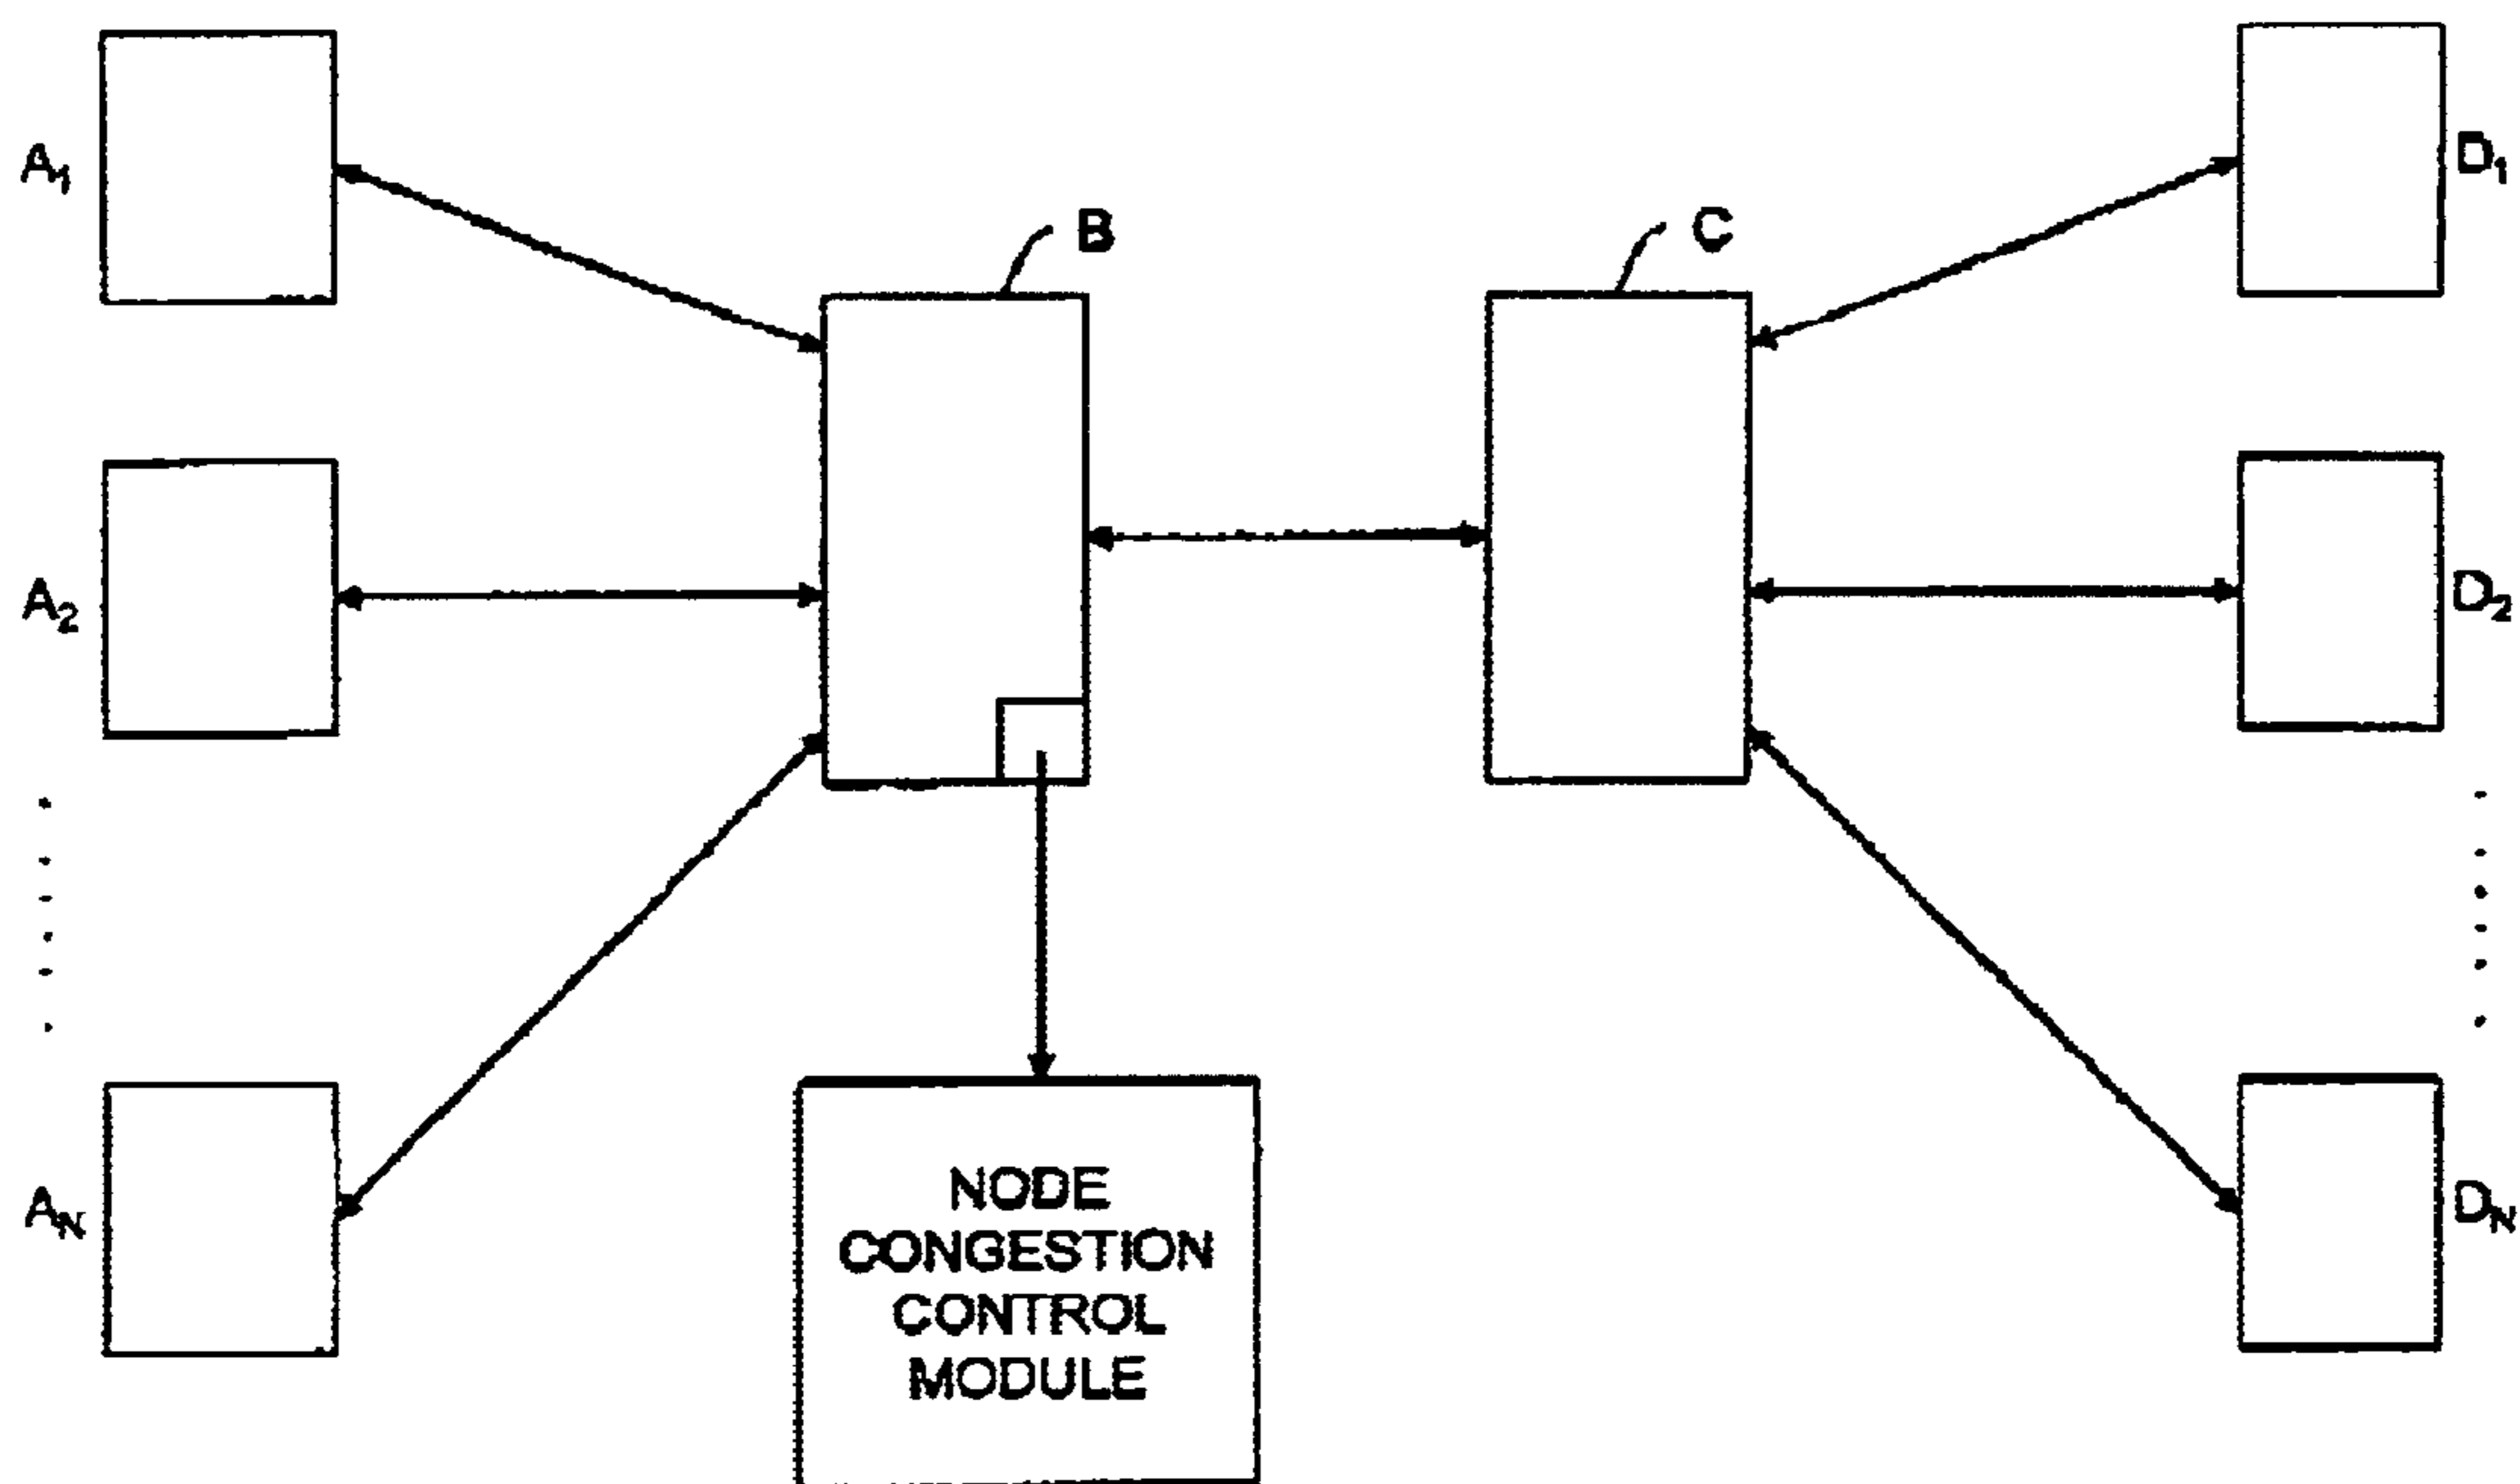 A1
D1
B
C
A2
D2
AN
DN
NODE
CONGESTION
CONTROL
MODULE